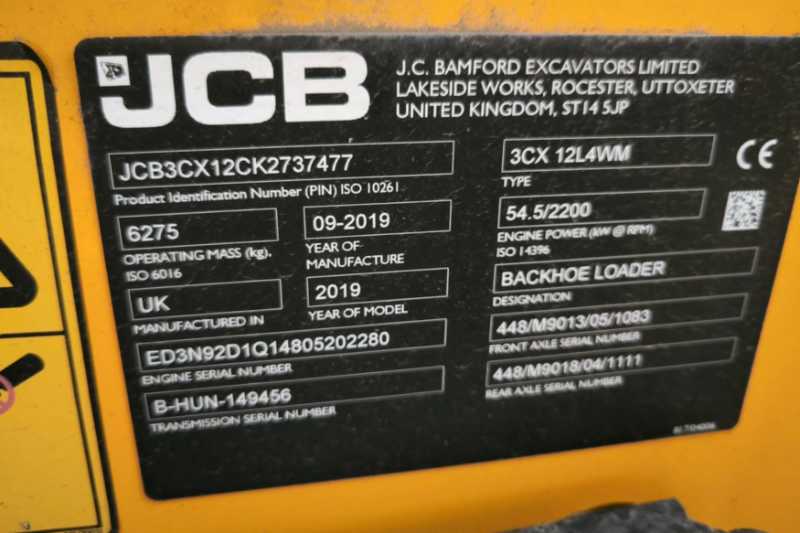 JCB
J.C. BAMFORD EXCAVATORS LIMITED
LAKESIDE WORKS, ROCESTER, UTTOXETER
UNITED KINGDOM, ST14 5JP
JCB3CX12CK2737477
Product Identification Number (PIN) ISO 10261
3CX 12L4WM
TYPE
CE
6275
OPERATING MASS (kg),
ISO 6016
09-2019
YEAR OF
MANUFACTURE
54.5/2200
ENGINE POWER (kW @ RPM)
ISO 14396
UK
MANUFACTURED IN
2019
YEAR OF MODEL
BACKHOE LOADER
DESIGNATION
ED3N92D1Q14805202280
ENGINE SERIAL NUMBER
448/M9013/05/1083
FRONT AXLE SERIAL NUMBER
B-HUN-149456
TRANSMISSION SERIAL NUMBER
448/M9018/04/1111
REAR AXLE SERIAL NUMBER